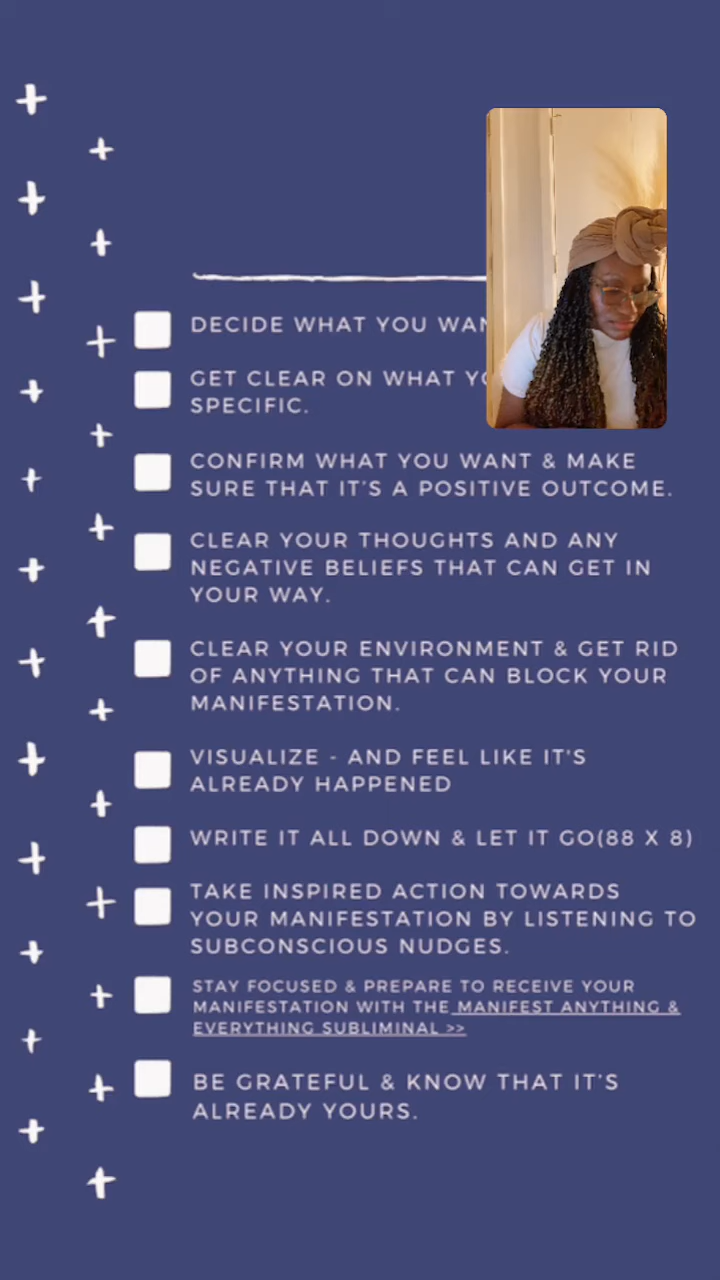 DECIDE WHAT YOU
GET CLEAR ON WHAT
SPECIFIC.
CONFIRM WHAT YOU WANT & MAKE
SURE THAT IT'S A POSITIVE OUTCOME.
CLEAR YOUR THOUGHTS AND ANY
NEGATIVE BELIEFS THAT CAN GET IN
YOUR WAY.
CLEAR YOUR ENVIRONMENT & GET RID
OF ANYTHING THAT CAN BLOCK YOUR
MANIFESTATION.
VISUALIZE - AND FEEL LIKE IT'S
ALREADY HAPPENED
WRITE IT ALL DOWN & LET IT GO(88 X 8)
TAKE INSPIRED ACTION TOWARDS
YOUR MANIFESTATION BY LISTENING TO
SUBCONSCIOUS NUDGES.
STAY FOCUSED & PREPARE TO RECEIVE YOUR
MANIFESTATION WITH THE MANIFEST ANYTHING &
EVERYTHING SUBLIMINAL >>
BE GRATEFUL & KNOW THAT IT'S
ALREADY YOURS.